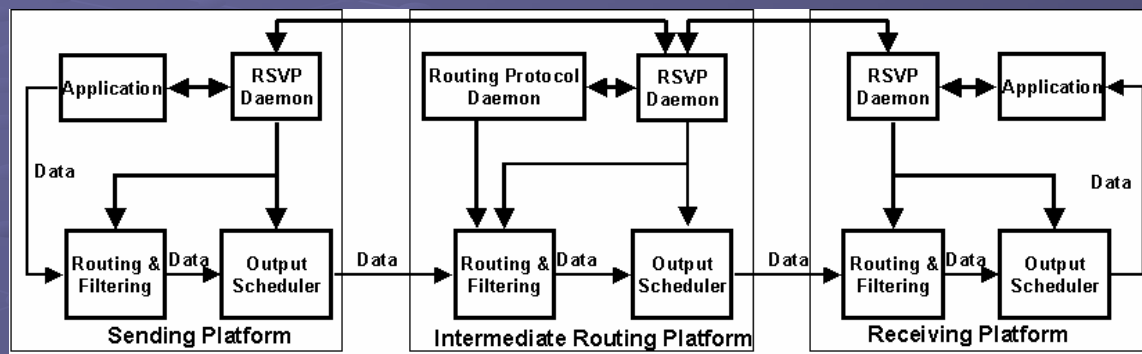 Application
RSVP
Daemon
Data
Routing &
Filtering
Data
Output
Scheduler
Sending Platform
Data
Routing Protocol
Daemon
RSVP
Daemon
Routing &
Filtering
Data
Output
Scheduler
Intermediate Routing Platform
Data
RSVP
Daemon
Application
Data
Routing &
Filtering
Data
Output
Scheduler
Receiving Platform